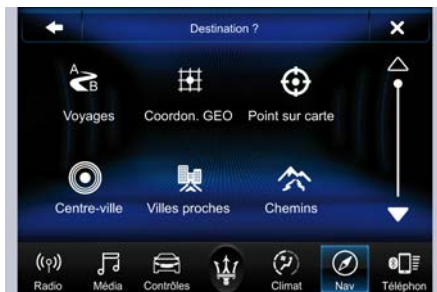 Destination ?
A
B
Voyages Coordon. GEO Point sur carte
Centre-ville Villes proches Chemins
Radio Média Contrôles Climat Nav Téléphon